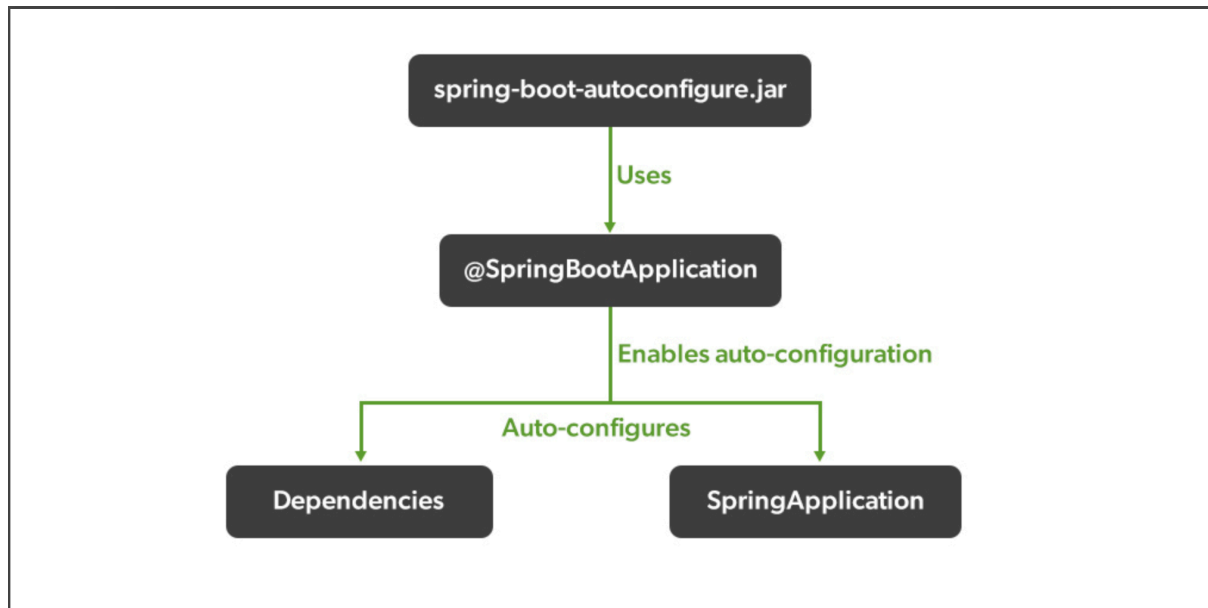 spring-boot-autoconfigure.jar
Uses
@SpringBootApplication
Enables auto-configuration
Auto-configures
Dependencies
SpringApplication